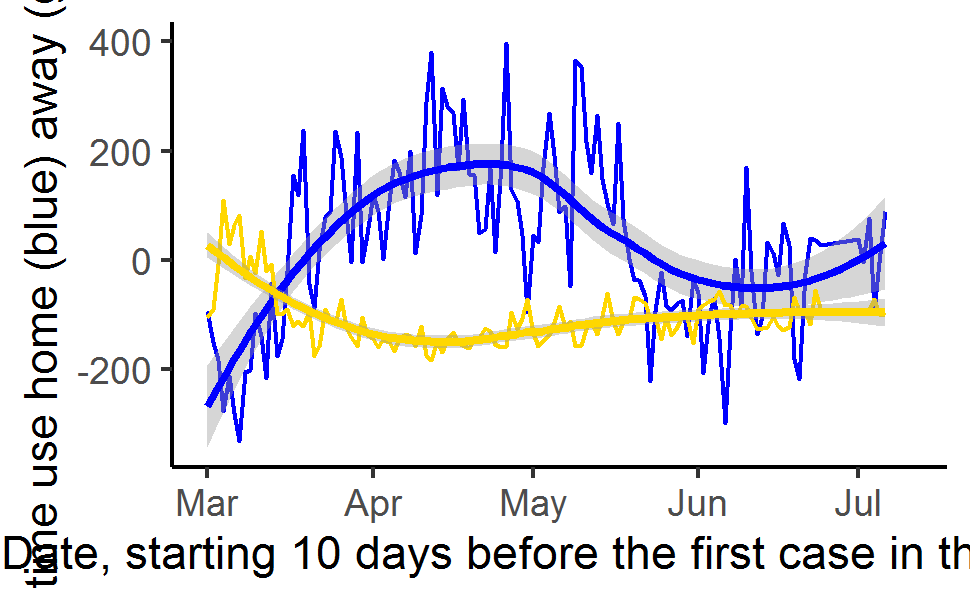 time use home (blue) away (g
400
200
0
-200
Mar Apr May Jun Jul
Date, starting 10 days before the first case in th